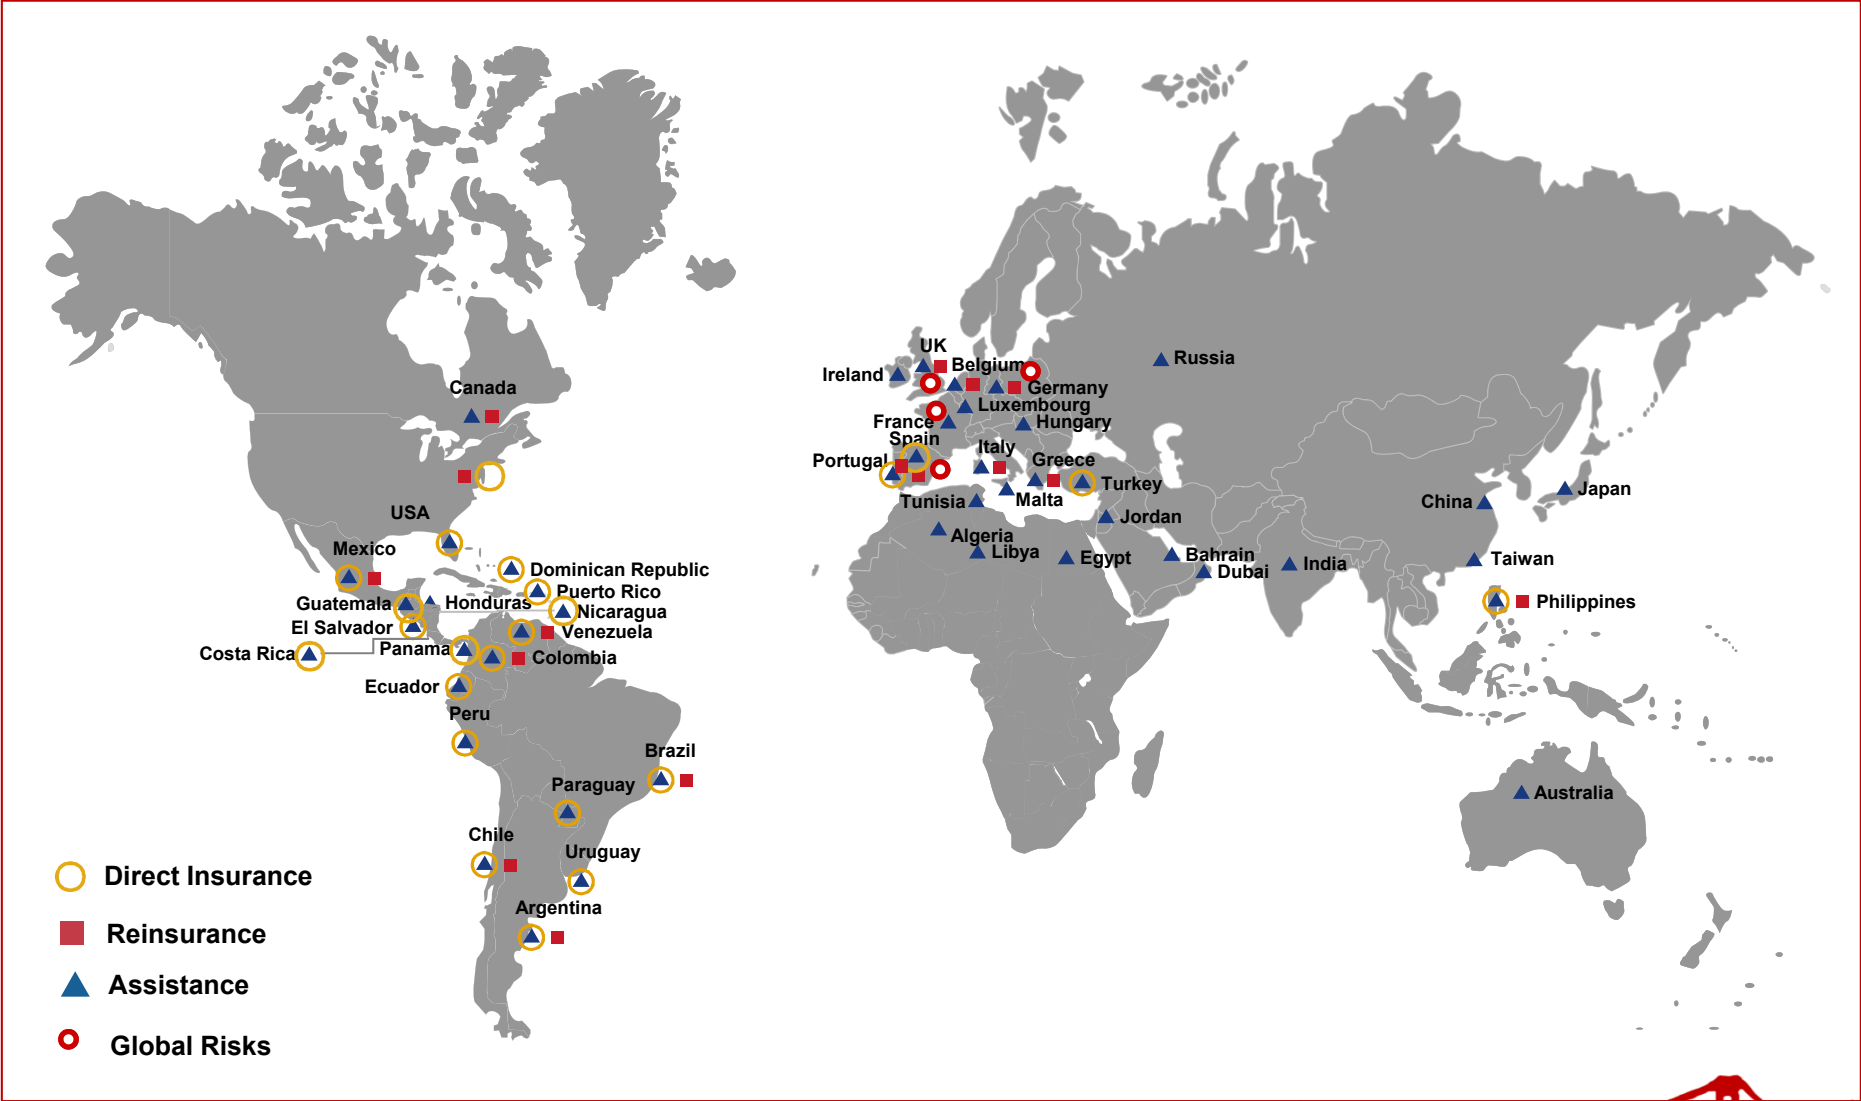 UK
Belgium
Ireland
Russia
Germany
Canada
Luxembourg
France
Hungary
Spain
Italy
Portugal
Greece
Turkey
Japan
Tunisia
Malta
China
USA
Jordan
Algeria
Mexico
Libya
Egypt
Bahrain
India
Taiwan
Dubai
Dominican Republic
Puerto Rico
Guatemala
Honduras
Nicaragua
Philippines
El Salvador
Venezuela
Costa Rica
Panama
Colombia
Ecuador
Peru
Brazil
Paraguay
Australia
Chile
Uruguay
Argentina
Direct Insurance
Reinsurance
Assistance
Global Risks